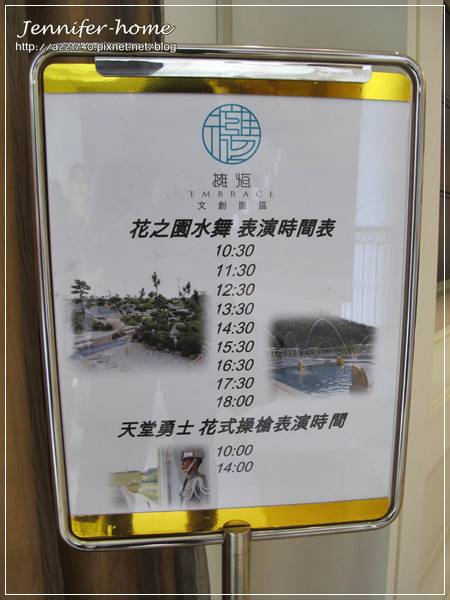 Jennifer-home
http://a221740.pixnet.net/blog
擁恆
EMBRACE
文創園區
花之園水舞 表演時間表
10:30
11:30
12:30
13:30
14:30
15:30
16:30
17:30
18:00
天堂勇士 花式操槍表演時間
10:00
14:00